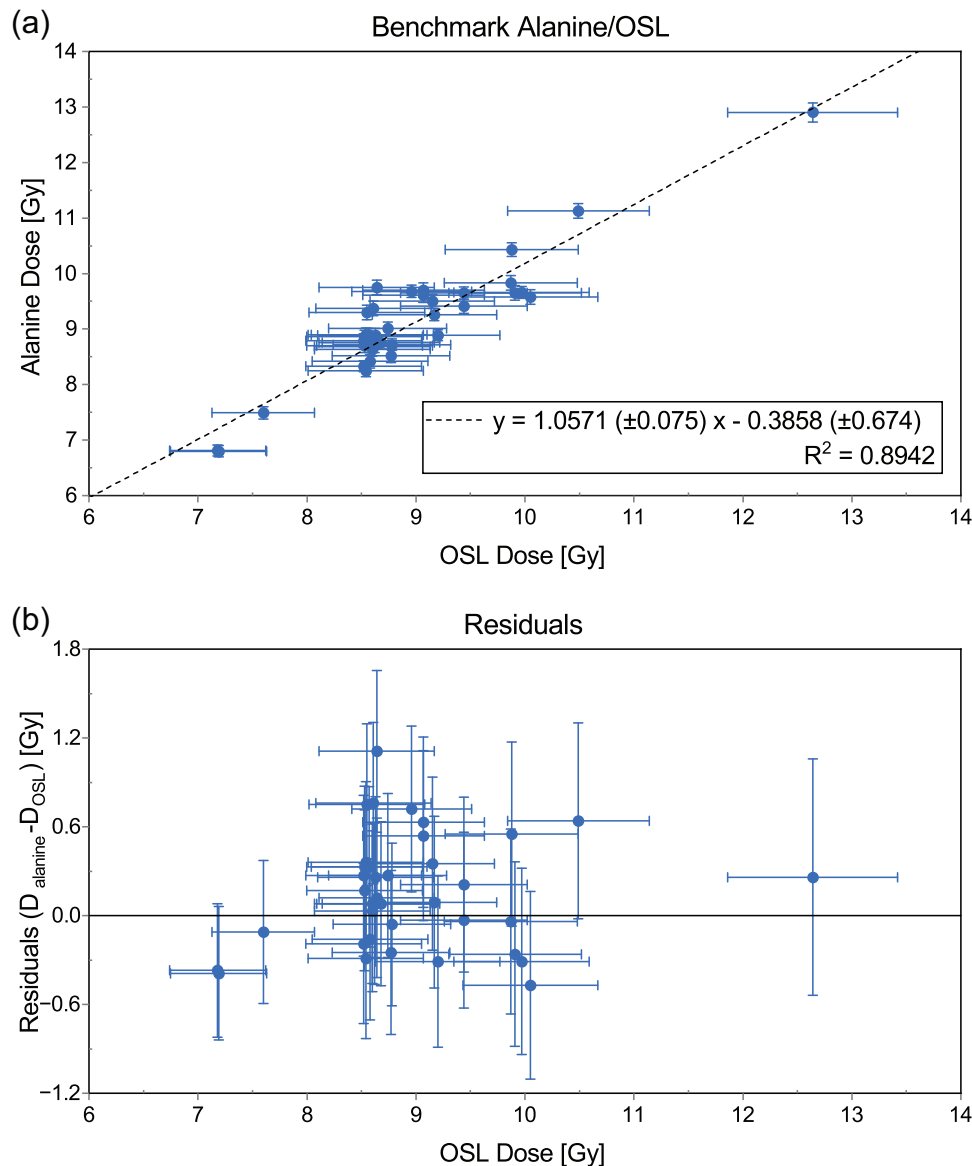 (a)
Benchmark Alanine/OSL
Alanine Dose [Gy]
14
13
12
11
10
9
8
7
6
y = 1.0571 (±0.075) x - 0.3858 (±0.674)
R² = 0.8942
6 7 8 9 10 11 12 13 14
OSL Dose [Gy]
(b)
Residuals
Residuals (D alanine-DOSL) [Gy]
1.8
1.2
0.6
0.0
−0.6
−1.2
6 7 8 9 10 11 12 13 14
OSL Dose [Gy]